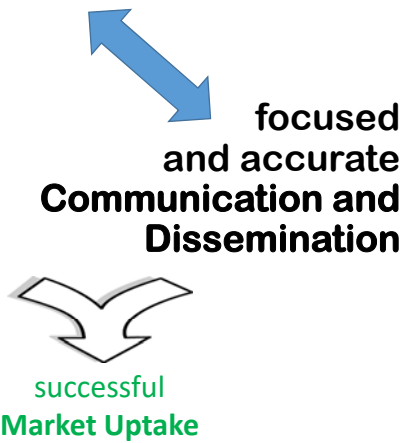 focused
and accurate
Communication and
Dissemination
successful
Market Uptake